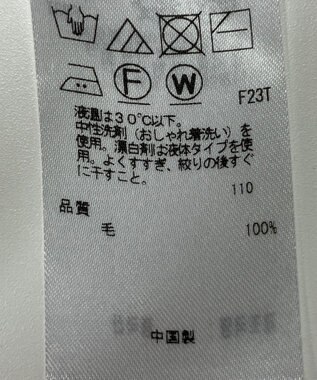 F
W
F23T
液温は30℃以下。
中性洗剤（おしゃれ着洗い）を
使用。漂白剤は液体タイプを使
用。よくすすぎ、絞りの後すぐ
に干すこと。
110
品質
毛 100%
中国製